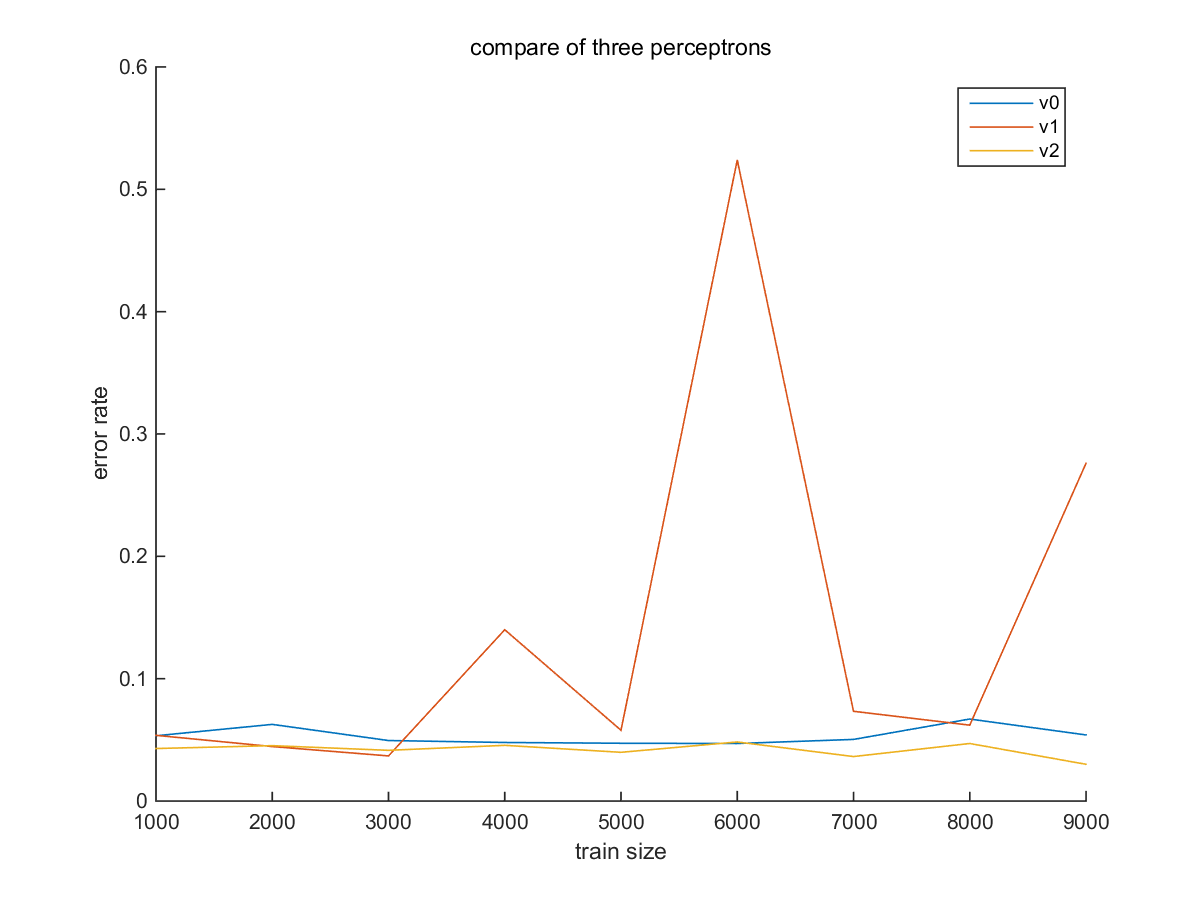 compare of three perceptrons
0.6
0.5
0.4
0.3
0.2
0.1
0
error rate
v0
v1
v2
1000 2000 3000 4000 5000 6000 7000 8000 9000
train size